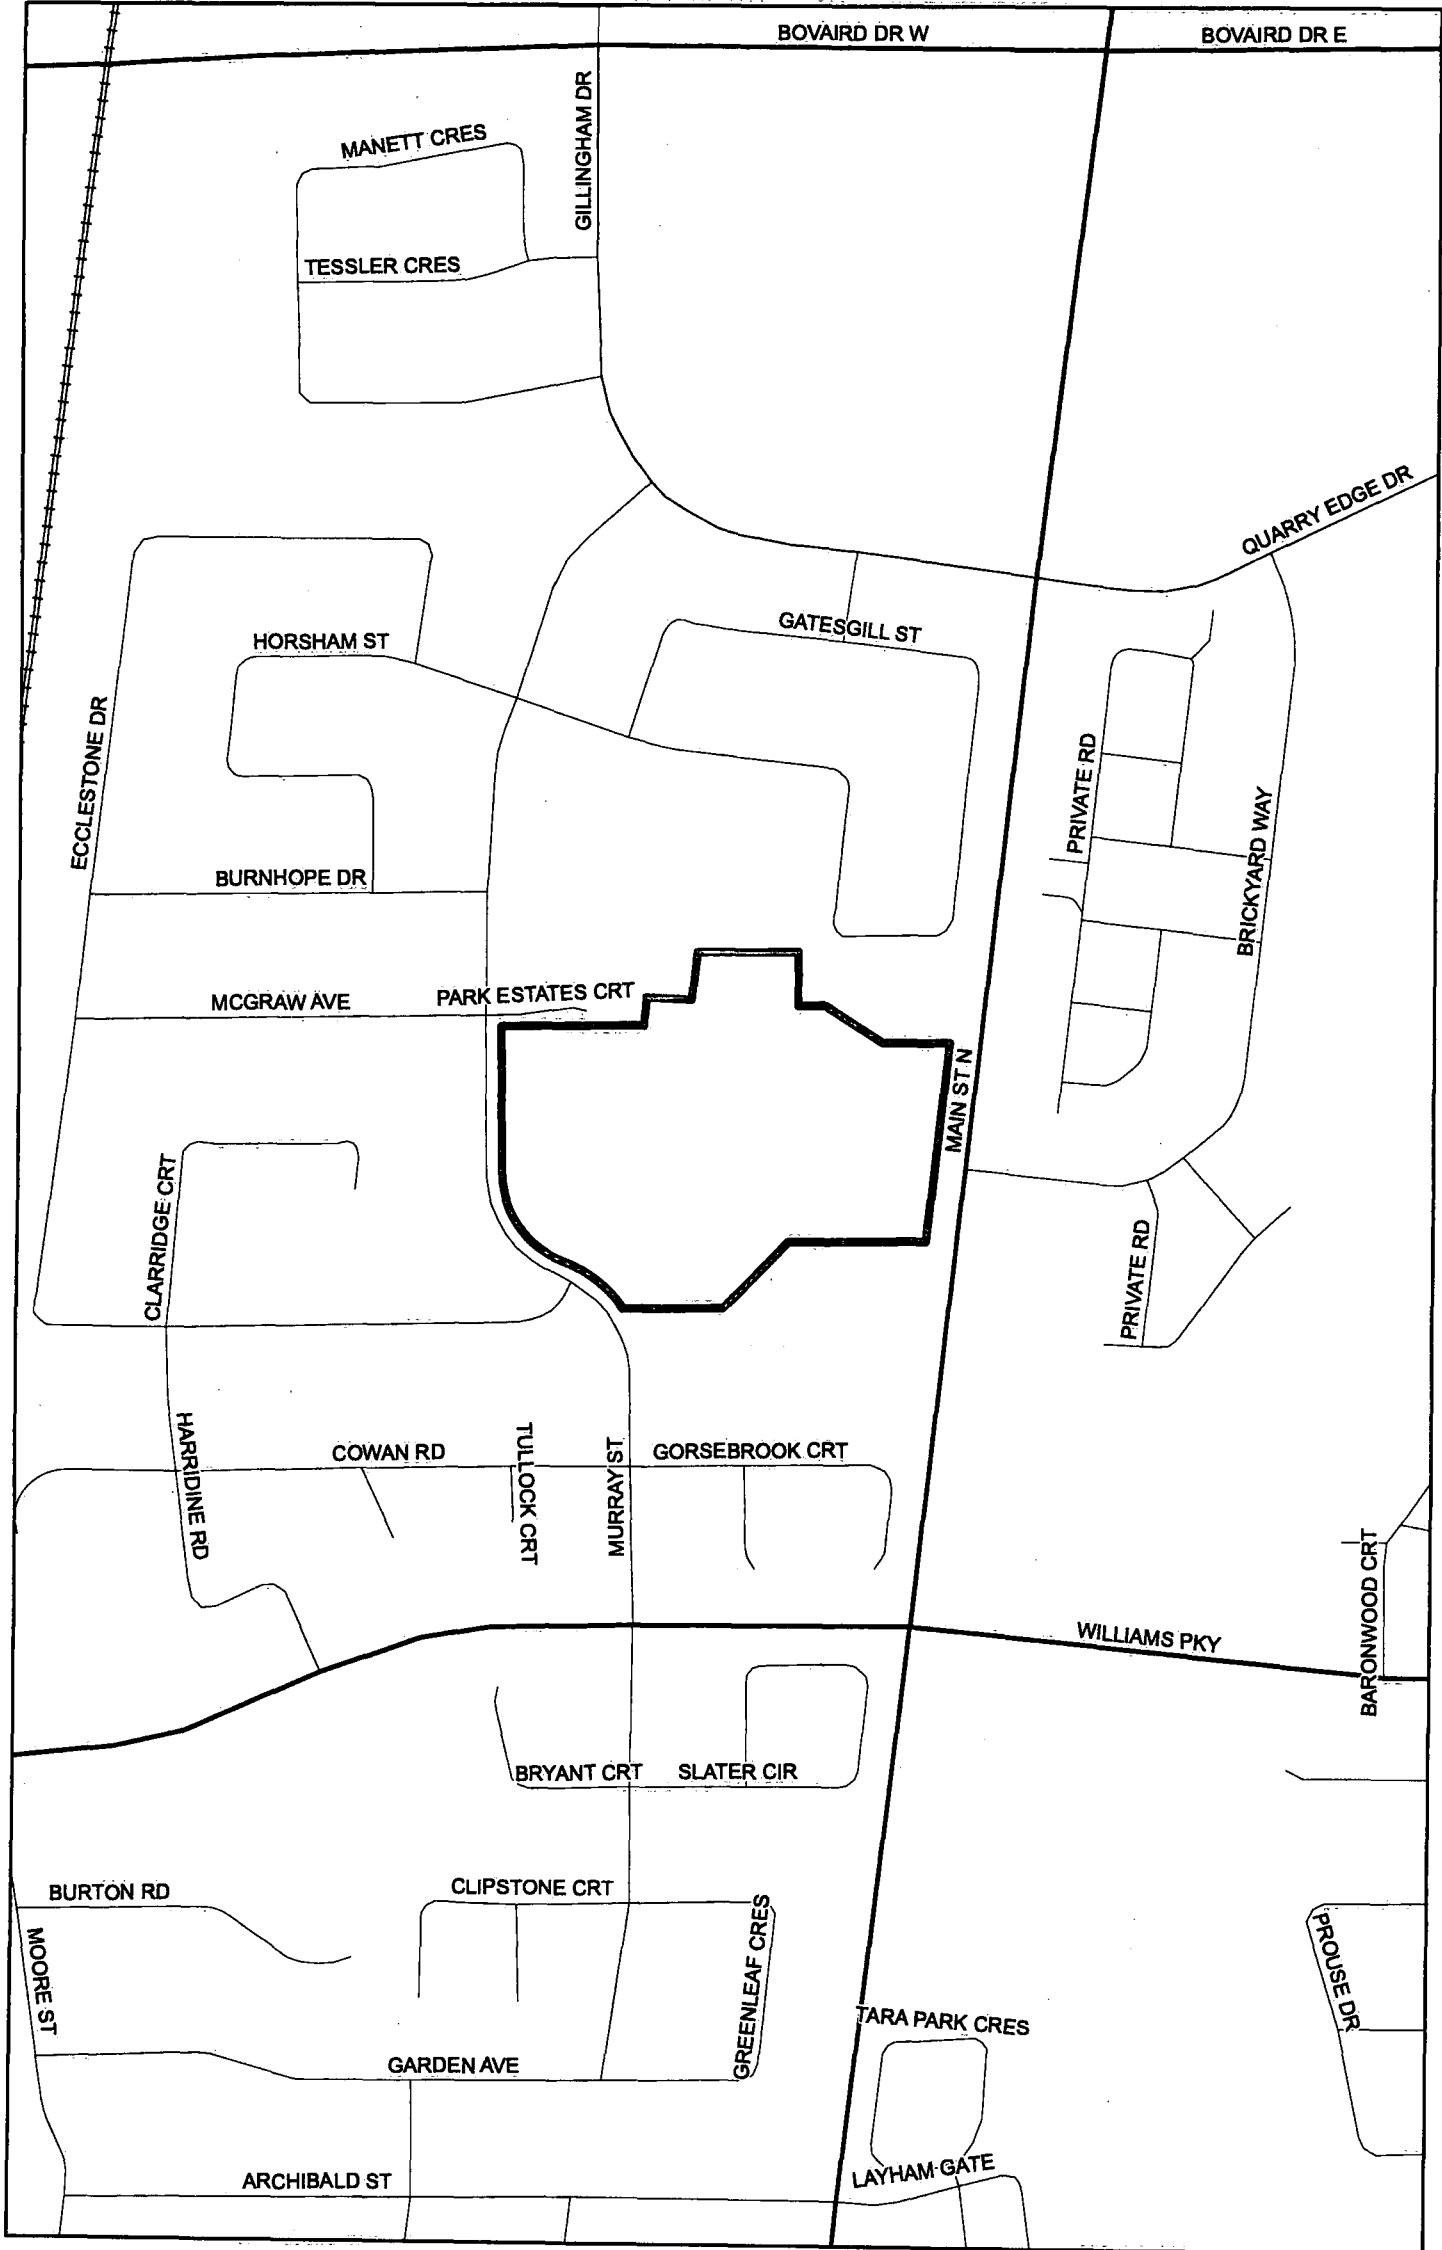 BOVAIRD DR W
BOVAIRD DR E
GILLINGHAM DR
MANETT CRES
TESSLER CRES
QUARRY EDGE DR
GATESGILL ST
HORSHAM ST
ECCLESTONE DR
PRIVATE RD
BRICKYARD WAY
BURNHOPE DR
PARK ESTATES CRT
MCGRAW AVE
MAIN ST N
CLARRIDGE CRT
PRIVATE RD
HARRIDINE RD
COWAN RD
TULLOCK CRT
MURRAY ST
GORSEBROOK CRT
BARONWOOD CRT
WILLIAMS PKY
BRYANT CRT
SLATER CIR
BURTON RD
CLIPSTONE CRT
GREENLEAF CRES
MOORE ST
PROUSE DR
TARA PARK CRES
GARDEN AVE
ARCHIBALD ST
LAYHAM GATE